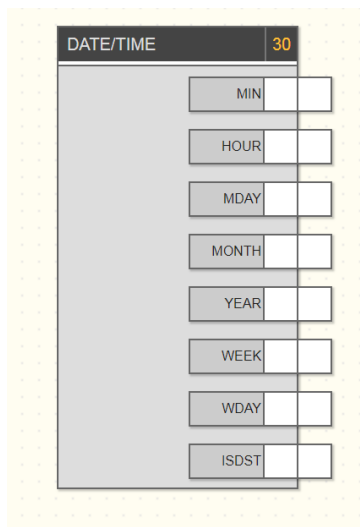 DATE/TIME 30
MIN
HOUR
MDAY
MONTH
YEAR
WEEK
WDAY
ISDST